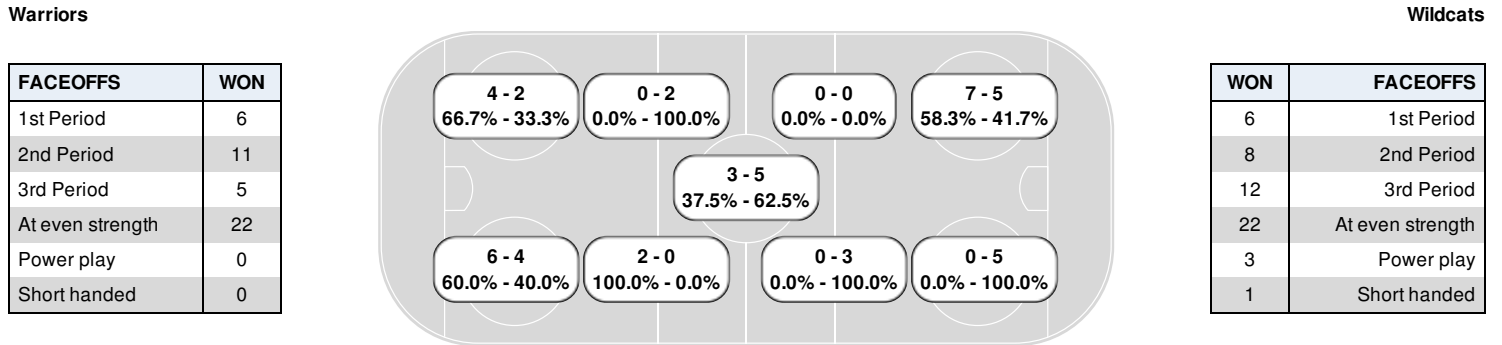 Warriors
Wildcats
FACEOFFS WON
1st Period 6
2nd Period 11
3rd Period 5
At even strength 22
Power play 0
Short handed 0
4 - 2
66.7% - 33.3%
0 - 2
0.0% - 100.0%
0 - 0
0.0% - 0.0%
7 - 5
58.3% - 41.7%
3 - 5
37.5% - 62.5%
6 - 4
60.0% - 40.0%
2 - 0
100.0% - 0.0%
0 - 3
0.0% - 100.0%
0 - 5
0.0% - 100.0%
WON FACEOFFS
6 1st Period
8 2nd Period
12 3rd Period
22 At even strength
3 Power play
1 Short handed